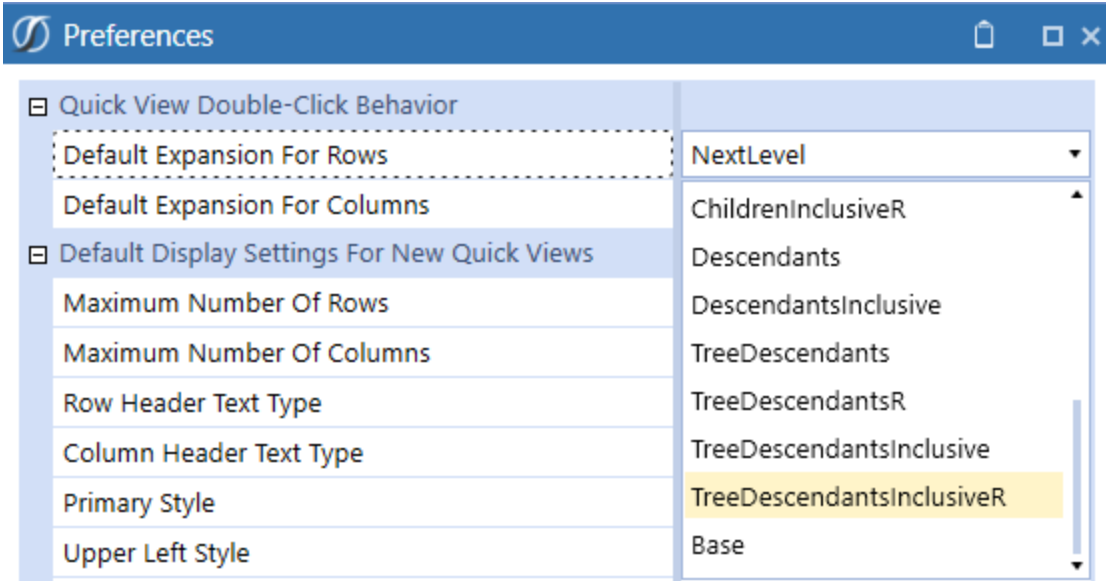 Preferences
Quick View Double-Click Behavior
Default Expansion For Rows
NextLevel
Default Expansion For Columns
ChildrenInclusiveR
Descendants
Default Display Settings For New Quick Views
DescendantsInclusive
Maximum Number Of Rows
TreeDescendants
Maximum Number Of Columns
TreeDescendantsR
Row Header Text Type
TreeDescendantsInclusive
Column Header Text Type
TreeDescendantsInclusiveR
Primary Style
Base
Upper Left Style